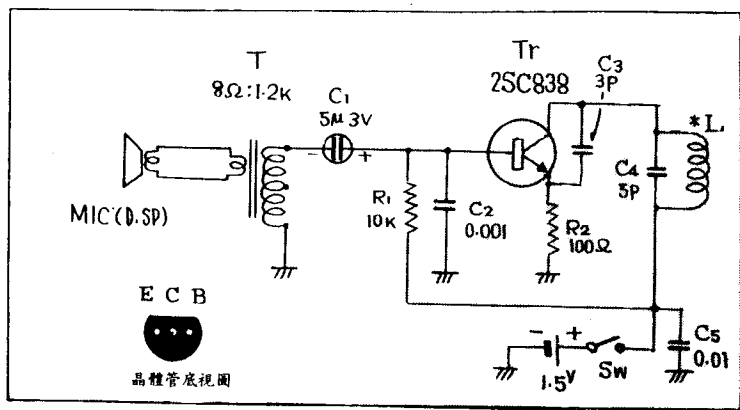 T
8Ω:1.2K
C1
5μ 3V
-
+
MIC(D.SP)
R1
10K
C2
0.001
Tr
2SC838
C3
3P
R2
100Ω
C4
5P
*L
E C B
晶體管底視圖
-
+
1.5V
SW
C5
0.01